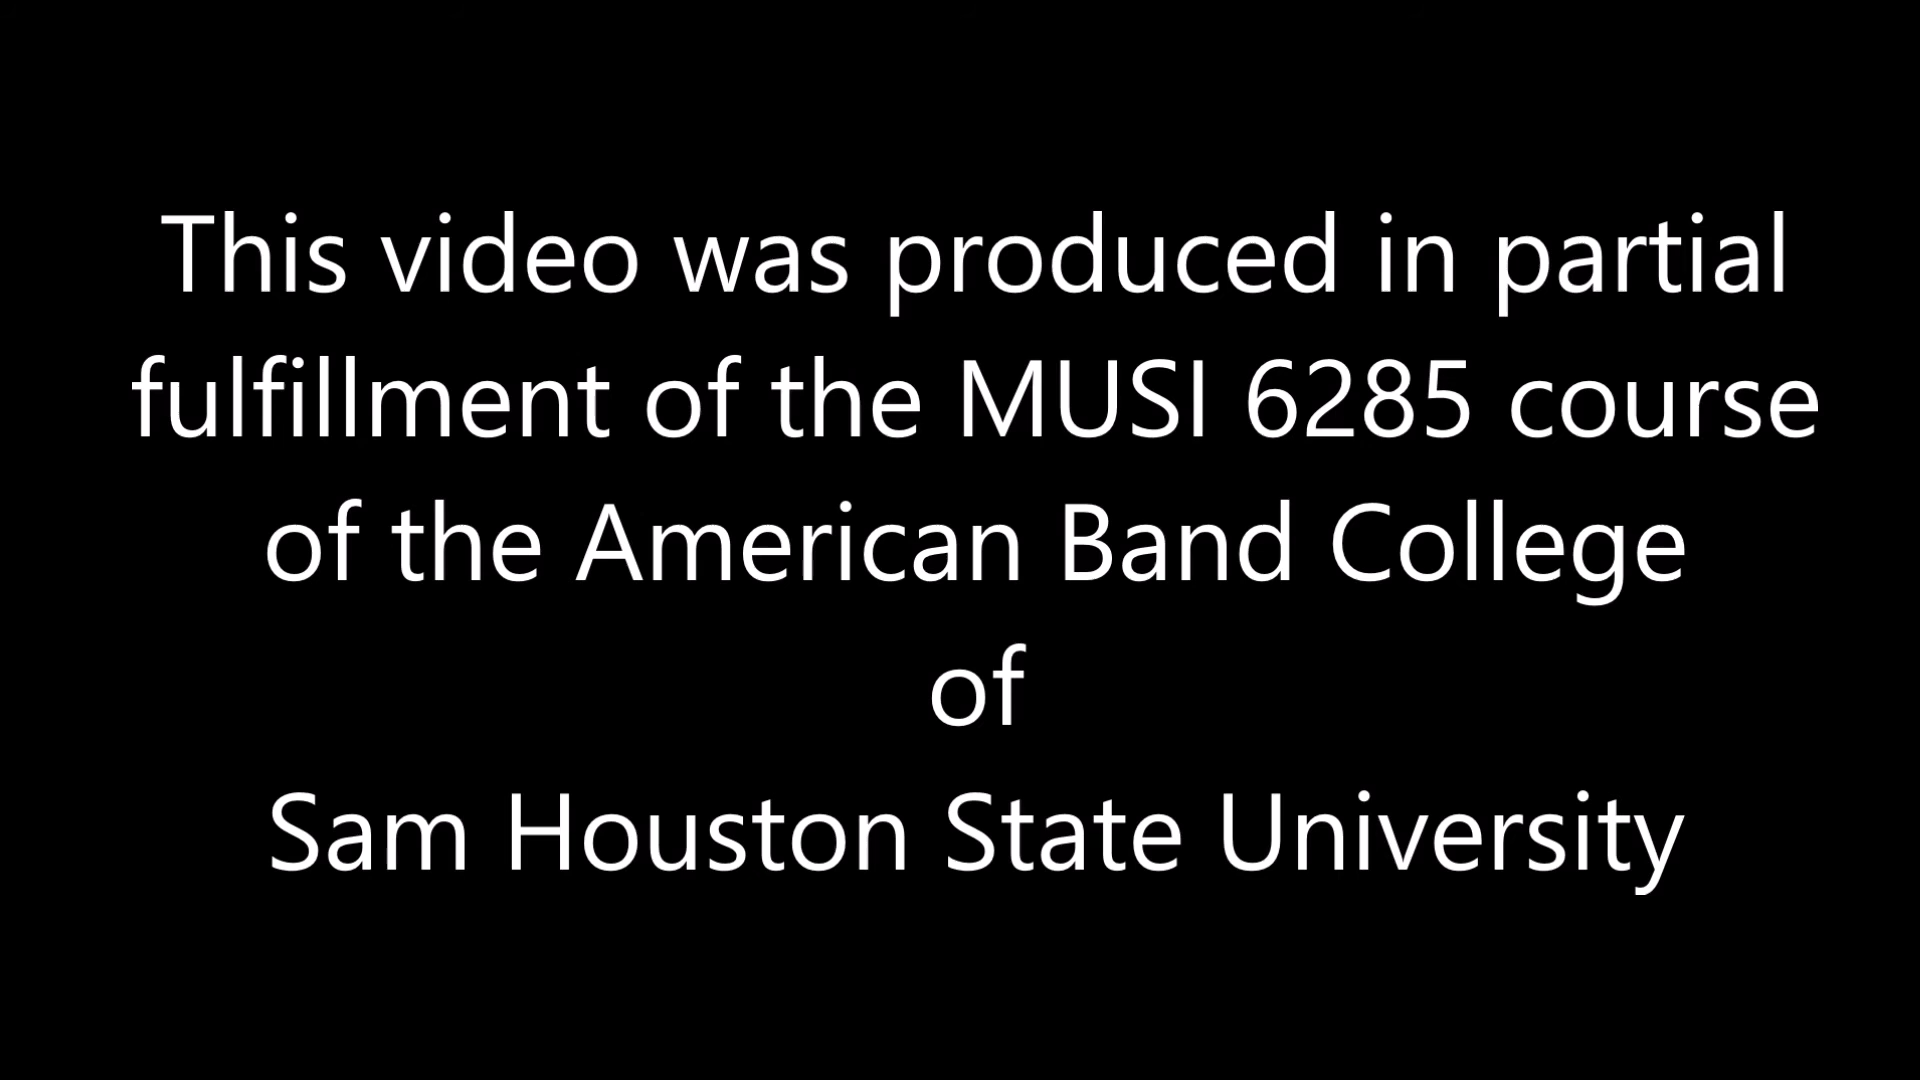 This video was produced in partial
fulfillment of the MUSI 6285 course
of the American Band College
of
Sam Houston State University